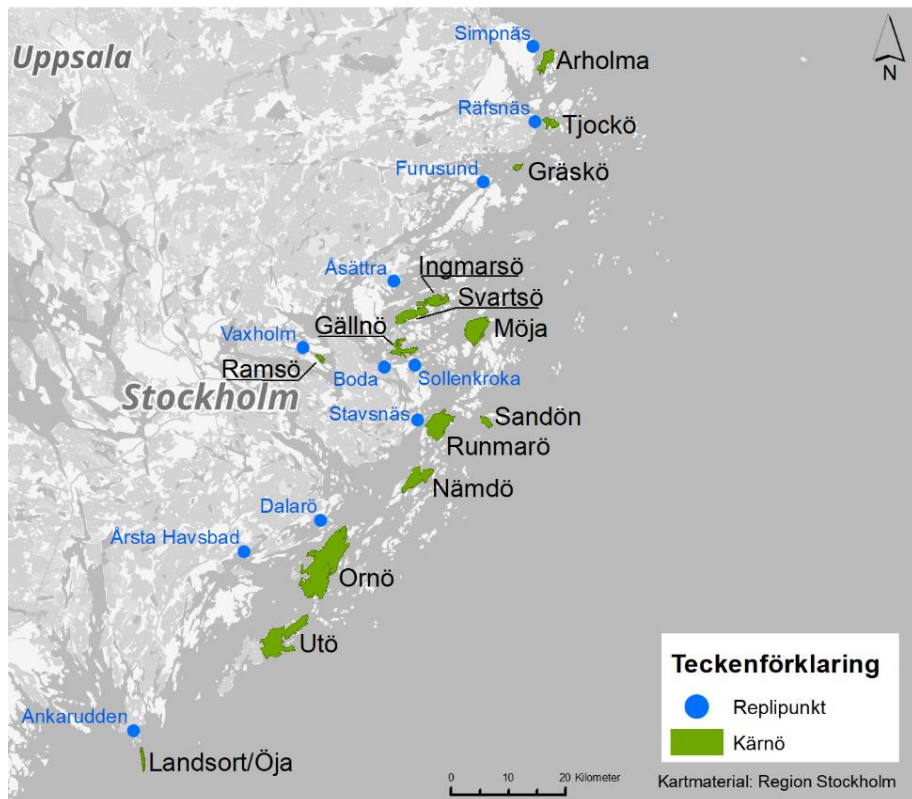 Simpnäs
Uppsala
Arholma
N
Räfsnäs
Tjockö
Furusund
Gräskö
Åsättra
Ingmarsö
Svartsö
Gällnö
Möja
Vaxholm
Ramsö
Boda
Sollenkroka
Stockholm
Stavsnäs
Sandön
Runmarö
Nämdö
Dalarö
Årsta Havsbad
Ornö
Utö
Ankarudden
Landsort/Öja
Teckenförklaring
Replipunkt
Kärnö
0 10 20 Kilometer
Kartmaterial: Region Stockholm